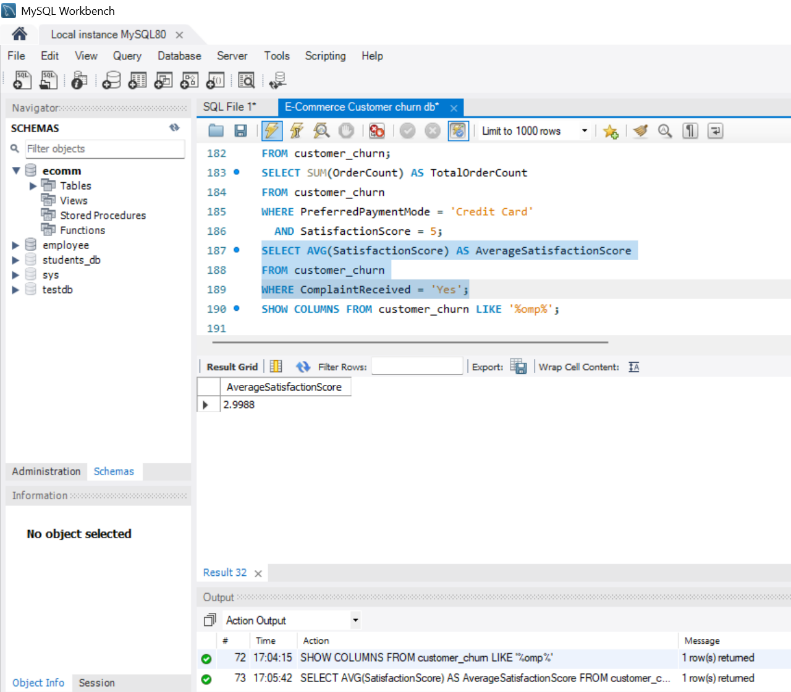 MySQL Workbench
Local instance MySQL80
File Edit View Query Database Server Tools Scripting Help
Navigator
SCHEMAS
Filter objects
ecomm
Tables
Views
Stored Procedures
Functions
employee
students_db
sys
testdb
Administration Schemas
Information
No object selected
Object Info Session
SQL File 1* E-Commerce Customer churn db*
Limit to 1000 rows
182 FROM customer_churn;
183 SELECT SUM(OrderCount) AS TotalOrderCount
184 FROM customer_churn
185 WHERE PreferredPaymentMode = 'Credit Card'
186 AND SatisfactionScore = 5;
187 SELECT AVG(SatisfactionScore) AS AverageSatisfactionScore
188 FROM customer_churn
189 WHERE ComplaintReceived = 'Yes';
190 SHOW COLUMNS FROM customer_churn LIKE '%omp%';
191
Result Grid Filter Rows: Export: Wrap Cell Content:
AverageSatisfactionScore
2.9988
Result 32
Output
Action Output
# Time Action Message
72 17:04:15 SHOW COLUMNS FROM customer_churn LIKE '%omp%' 1 row(s) returned
73 17:05:42 SELECT AVG(SatisfactionScore) AS AverageSatisfactionScore FROM customer_c... 1 row(s) returned